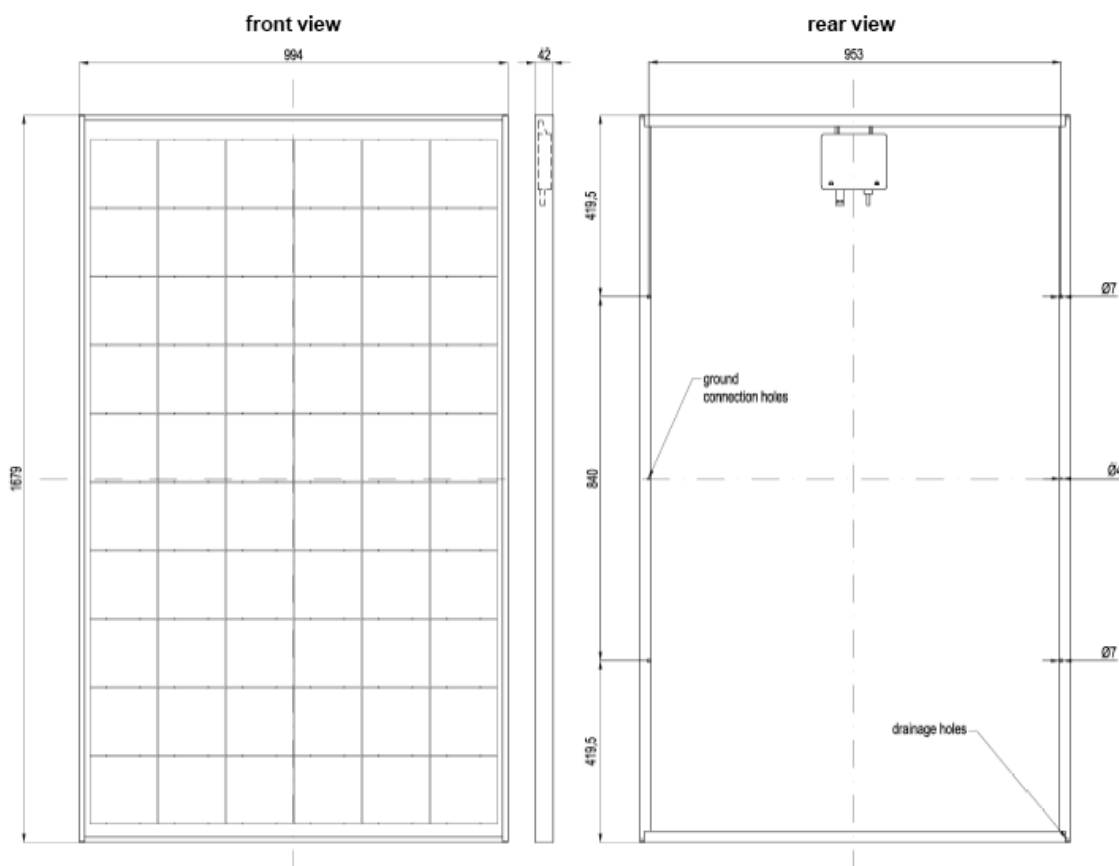 front view
rear view
994
42
953
419,5
Ø7
ground
connection holes
1679
840
Ø4
Ø7
drainage holes
419,5